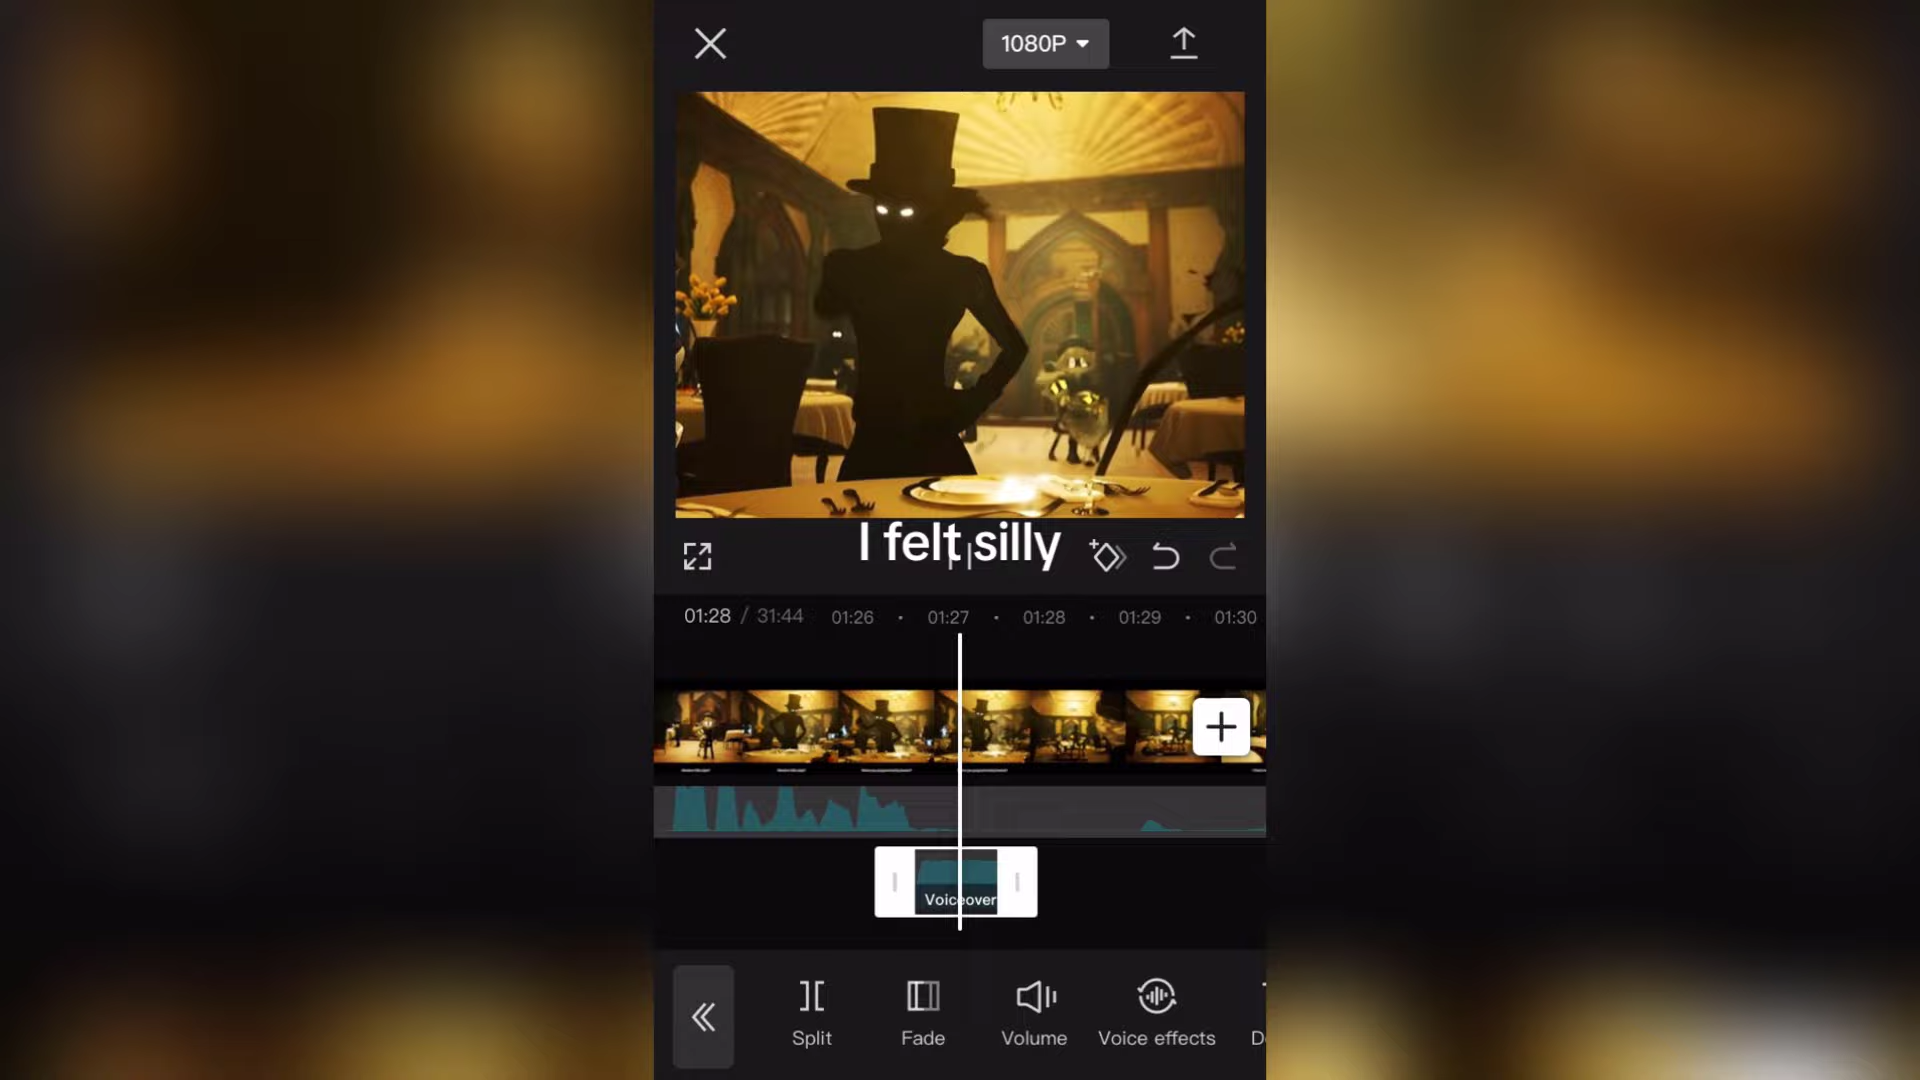 1080P
I felt silly
01:28 / 31:44 01:26 01:27 01:28 01:29 01:30
Voiceover
Split Fade Volume Voice effects D